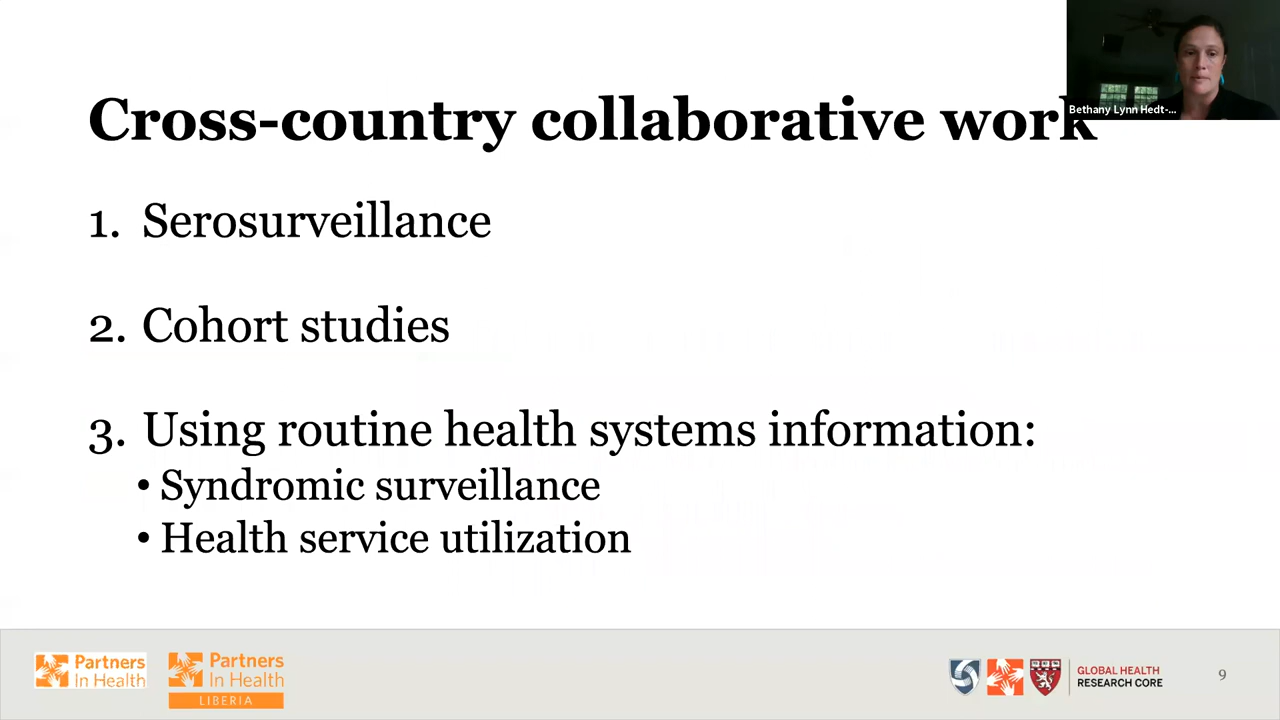 Cross-country collaborative work
Bethany Lynn Hedt-...
1. Serosurveillance
2. Cohort studies
3. Using routine health systems information:
• Syndromic surveillance
• Health service utilization
Partners
In Health
Partners
In Health
LIBERIA
GLOBAL HEALTH
RESEARCH CORE
9